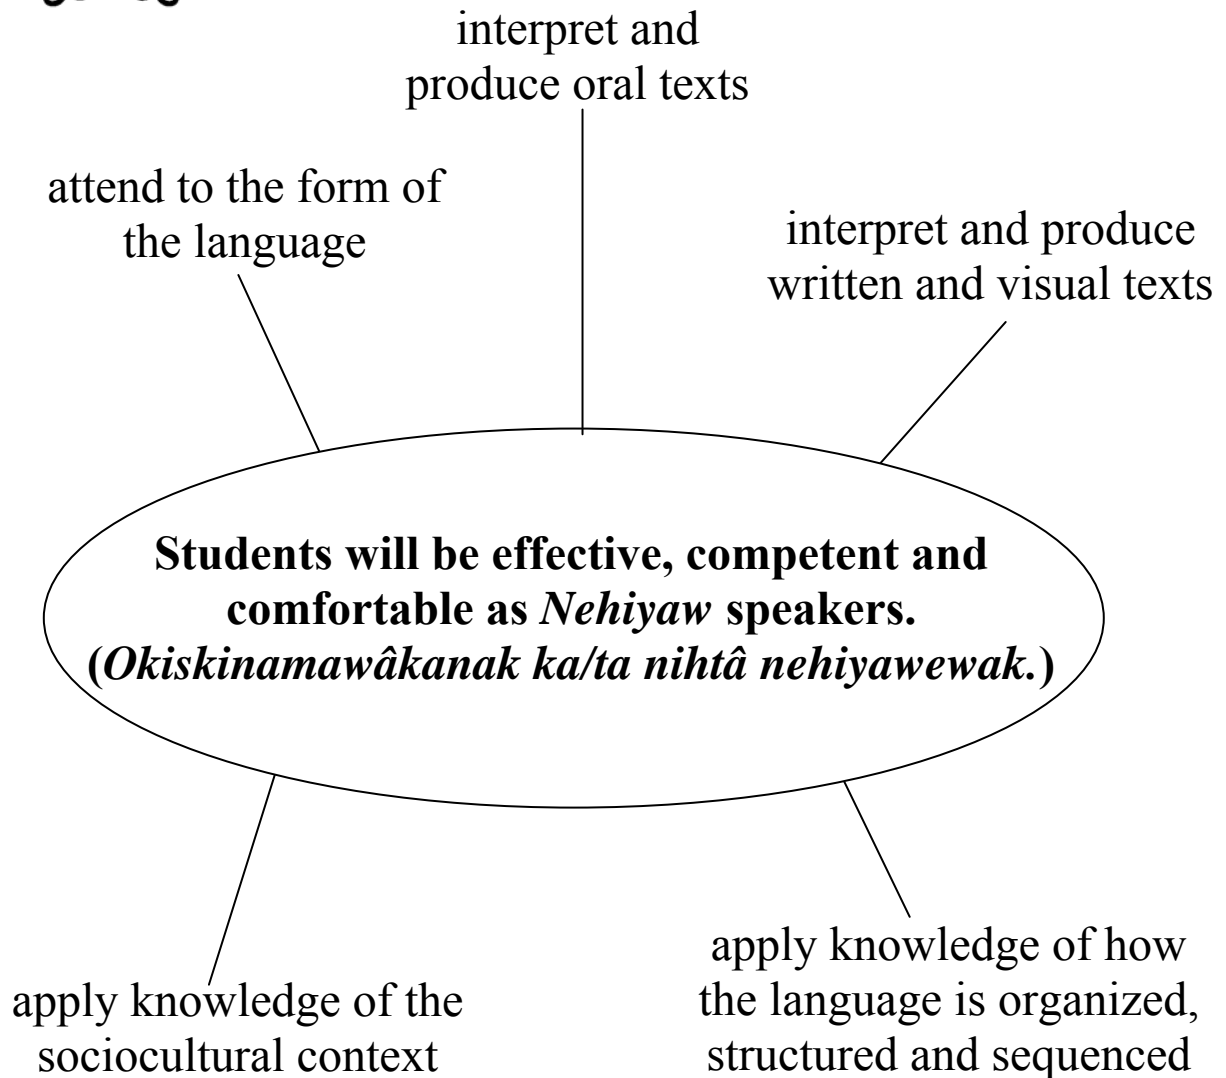 interpret and
produce oral texts
attend to the form of
the language
interpret and produce
written and visual texts
Students will be effective, competent and
comfortable as Nehiyaw speakers.
(Okiskinamawâkanak ka/ta nihtâ nehiyawewak.)
apply knowledge of the
sociocultural context
apply knowledge of how
the language is organized,
structured and sequenced